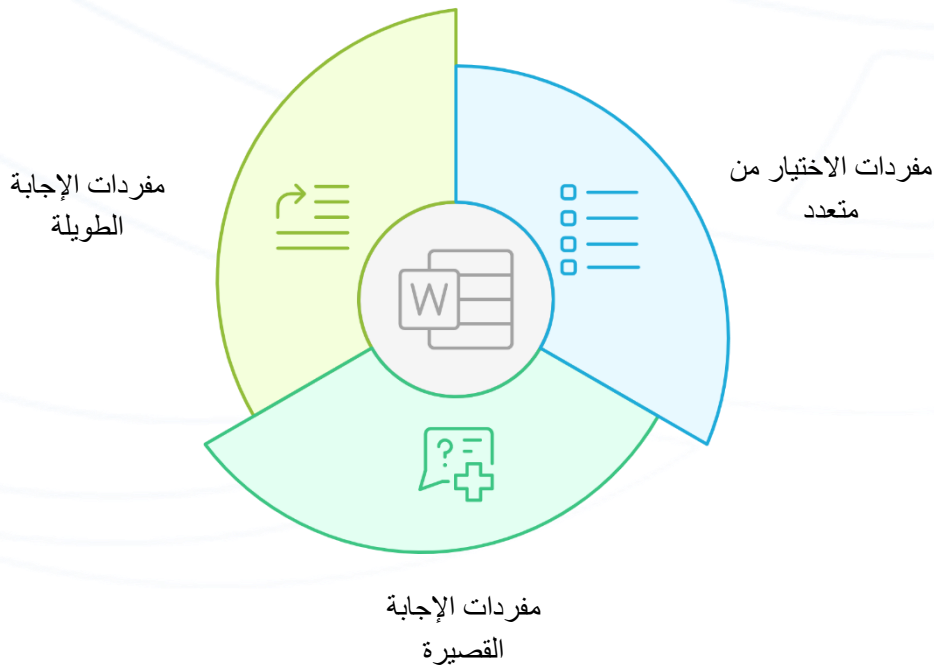 مفردات الاختيار من
متعدد
مفردات الإجابة
الطويلة
W
?
مفردات الإجابة
القصيرة